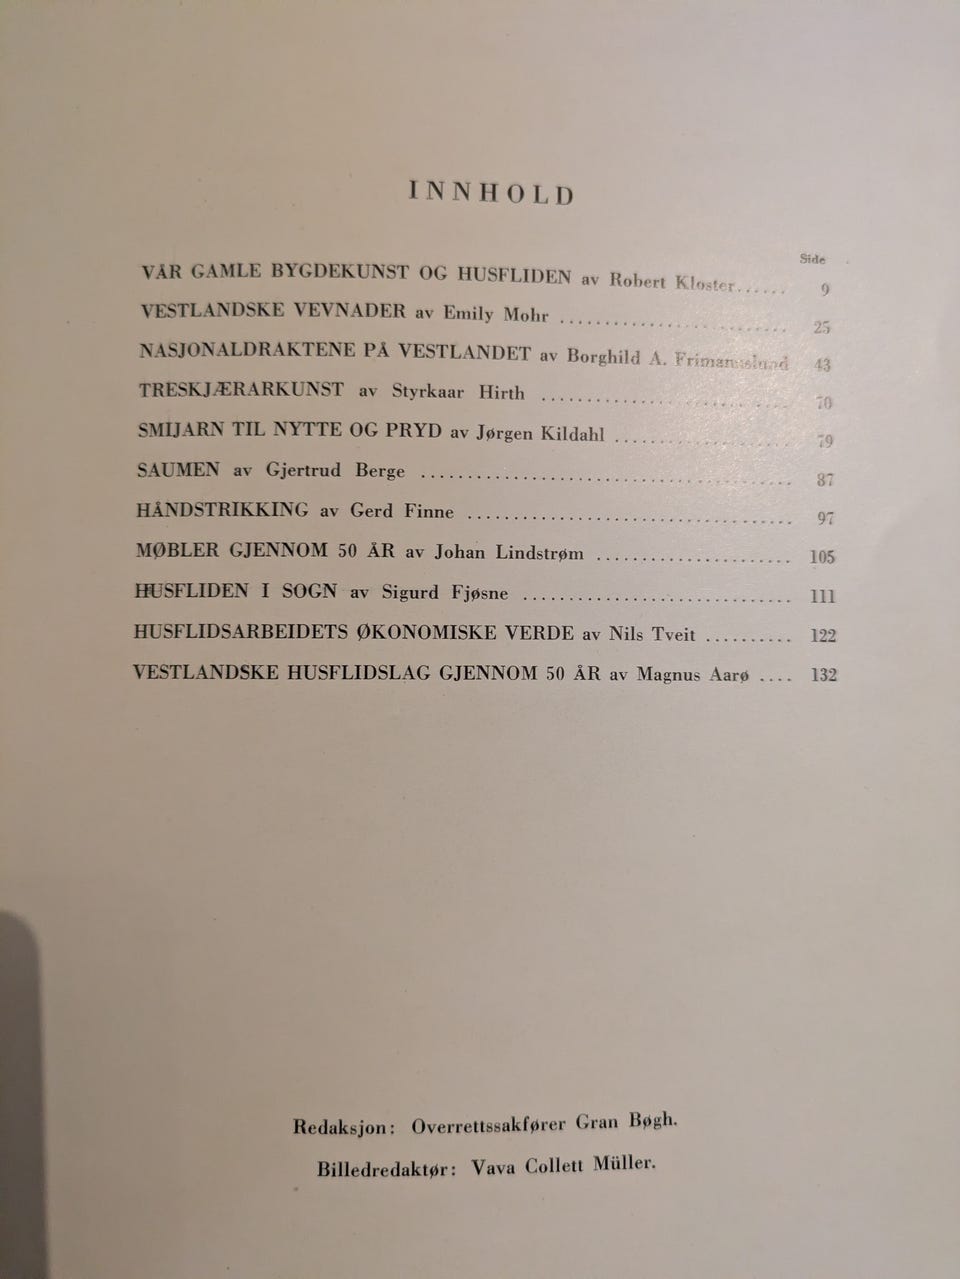 INNHOLD
Side
VÅR GAMLE BYGDEKUNST OG HUSFLIDEN av Robert Kloster...... 9
VESTLANDSKE VEVNADER av Emily Mohr ........................ 25
NASJONALDRAKTENE PÅ VESTLANDET av Borghild A. Frimannslund 43
TRESKJÆRARKUNST av Styrkaar Hirth ........................ 70
SMIJARN TIL NYTTE OG PRYD av Jørgen Kildahl .................. 79
SAUMEN av Gjertrud Berge ...................................... 87
HÅNDSTRIKKING av Gerd Finne .................................. 97
MØBLER GJENNOM 50 ÅR av Johan Lindstrøm ..................... 105
HUSFLIDEN I SOGN av Sigurd Fjøsne ............................. 111
HUSFLIDSARBEIDETS ØKONOMISKE VERDE av Nils Tveit .......... 122
VESTLANDSKE HUSFLIDSLAG GJENNOM 50 ÅR av Magnus Aarø .... 132
Redaksjon: Overrettssakfører Gran Bøgh.
Billedredaktør: Vava Collett Müller.